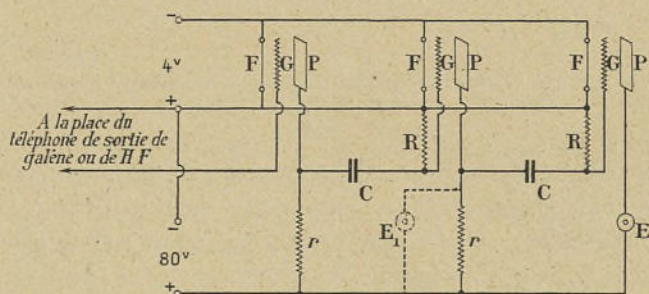 −
4v
+
F
G
P
F
G
P
F
G
P
A la place du
téléphone de sortie de
galène ou de H F
R
R
C
C
−
80v
+
r
E1
r
E